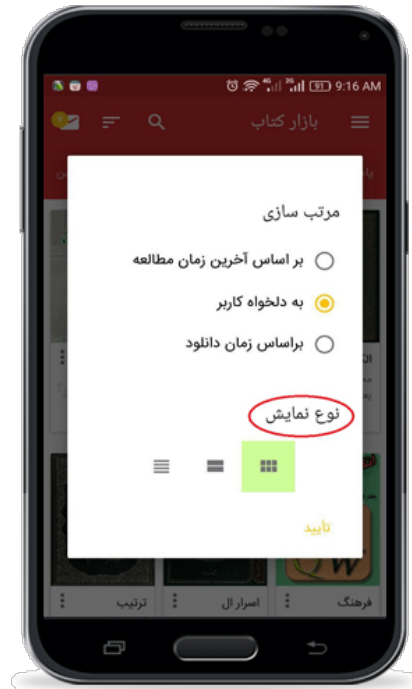 9:16 AM
بازار کتاب
مرتب سازی
بر اساس آخرین زمان مطالعه
به دلخواه کاربر
براساس زمان دانلود
نوع نمایش
تأیید
فرهنگ
اسرار ال
ترتیب